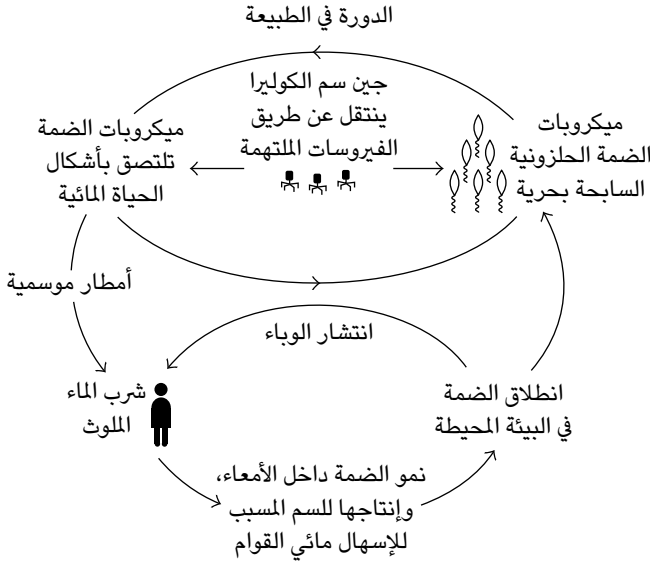 الدورة في الطبيعة
جين سم الكوليرا
ينتقل عن طريق
الفيروسات الملتهمة
ميكروبات
الضمة الحلزونية
السابحة بحرية
ميكروبات الضمة
تلتصق بأشكال
الحياة المائية
أمطار موسمية
انتشار الوباء
شرب الماء
الملوث
انطلاق الضمة
في البيئة المحيطة
نمو الضمة داخل الأمعاء،
وإنتاجها للسم المسبب
للإسهال مائي القوام